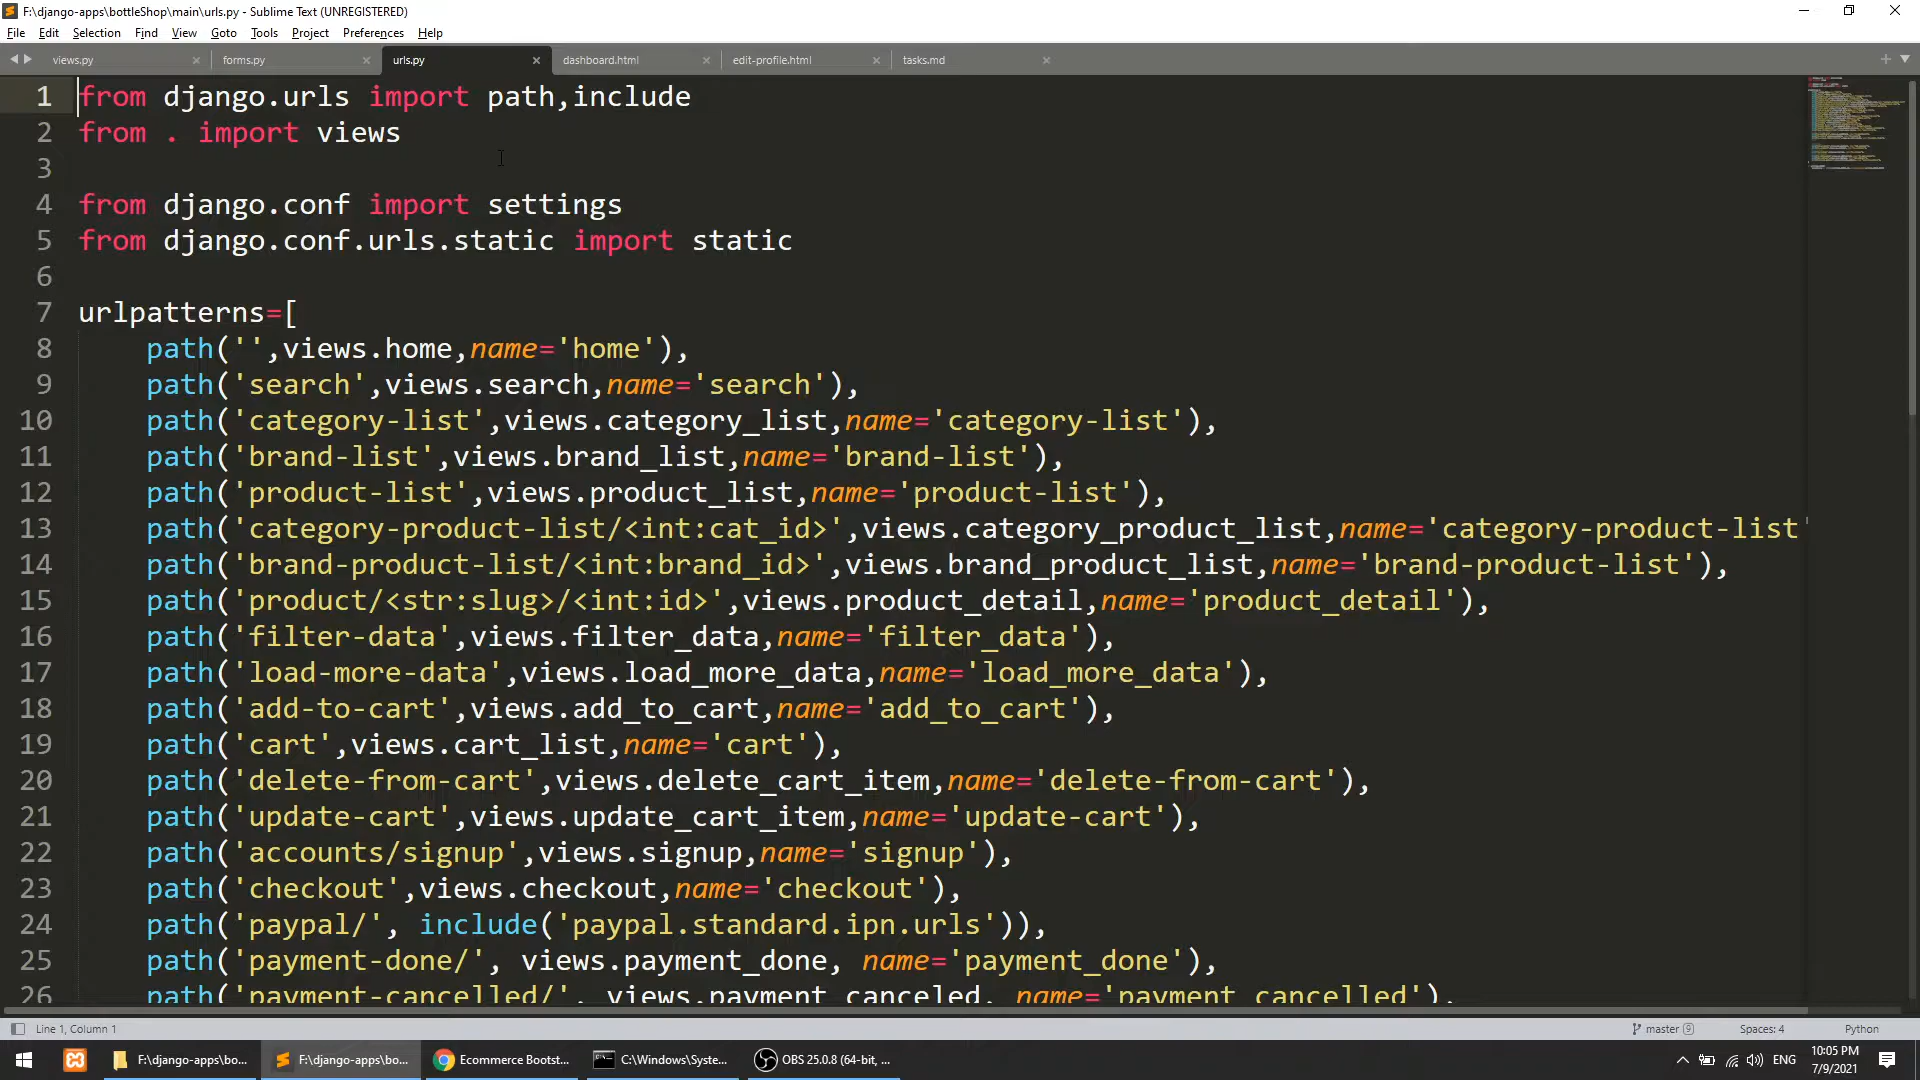 F:\django-apps\bottleShop\main\urls.py - Sublime Text (UNREGISTERED)
File Edit Selection Find View Goto Tools Project Preferences Help
views.py forms.py urls.py dashboard.html edit-profile.html tasks.md
1 from django.urls import path,include
2 from . import views
3
4 from django.conf import settings
5 from django.conf.urls.static import static
6
7 urlpatterns=[
8 path('',views.home,name='home'),
9 path('search',views.search,name='search'),
10 path('category-list',views.category_list,name='category-list'),
11 path('brand-list',views.brand_list,name='brand-list'),
12 path('product-list',views.product_list,name='product-list'),
13 path('category-product-list/<int:cat_id>',views.category_product_list,name='category-product-list'
14 path('brand-product-list/<int:brand_id>',views.brand_product_list,name='brand-product-list'),
15 path('product/<str:slug>/<int:id>',views.product_detail,name='product_detail'),
16 path('filter-data',views.filter_data,name='filter_data'),
17 path('load-more-data',views.load_more_data,name='load_more_data'),
18 path('add-to-cart',views.add_to_cart,name='add_to_cart'),
19 path('cart',views.cart_list,name='cart'),
20 path('delete-from-cart',views.delete_cart_item,name='delete-from-cart'),
21 path('update-cart',views.update_cart_item,name='update-cart'),
22 path('accounts/signup',views.signup,name='signup'),
23 path('checkout',views.checkout,name='checkout'),
24 path('paypal/', include('paypal.standard.ipn.urls')),
25 path('payment-done/', views.payment_done, name='payment_done'),
26 path('payment-cancelled/', views.payment_canceled, name='payment_cancelled'),
Line 1, Column 1 master 9 Spaces: 4 Python
F:\django-apps\bo... F:\django-apps\bo... Ecommerce Bootst... C:\Windows\Syste... OBS 25.0.8 (64-bit, ... ENG 10:05 PM
7/9/2021